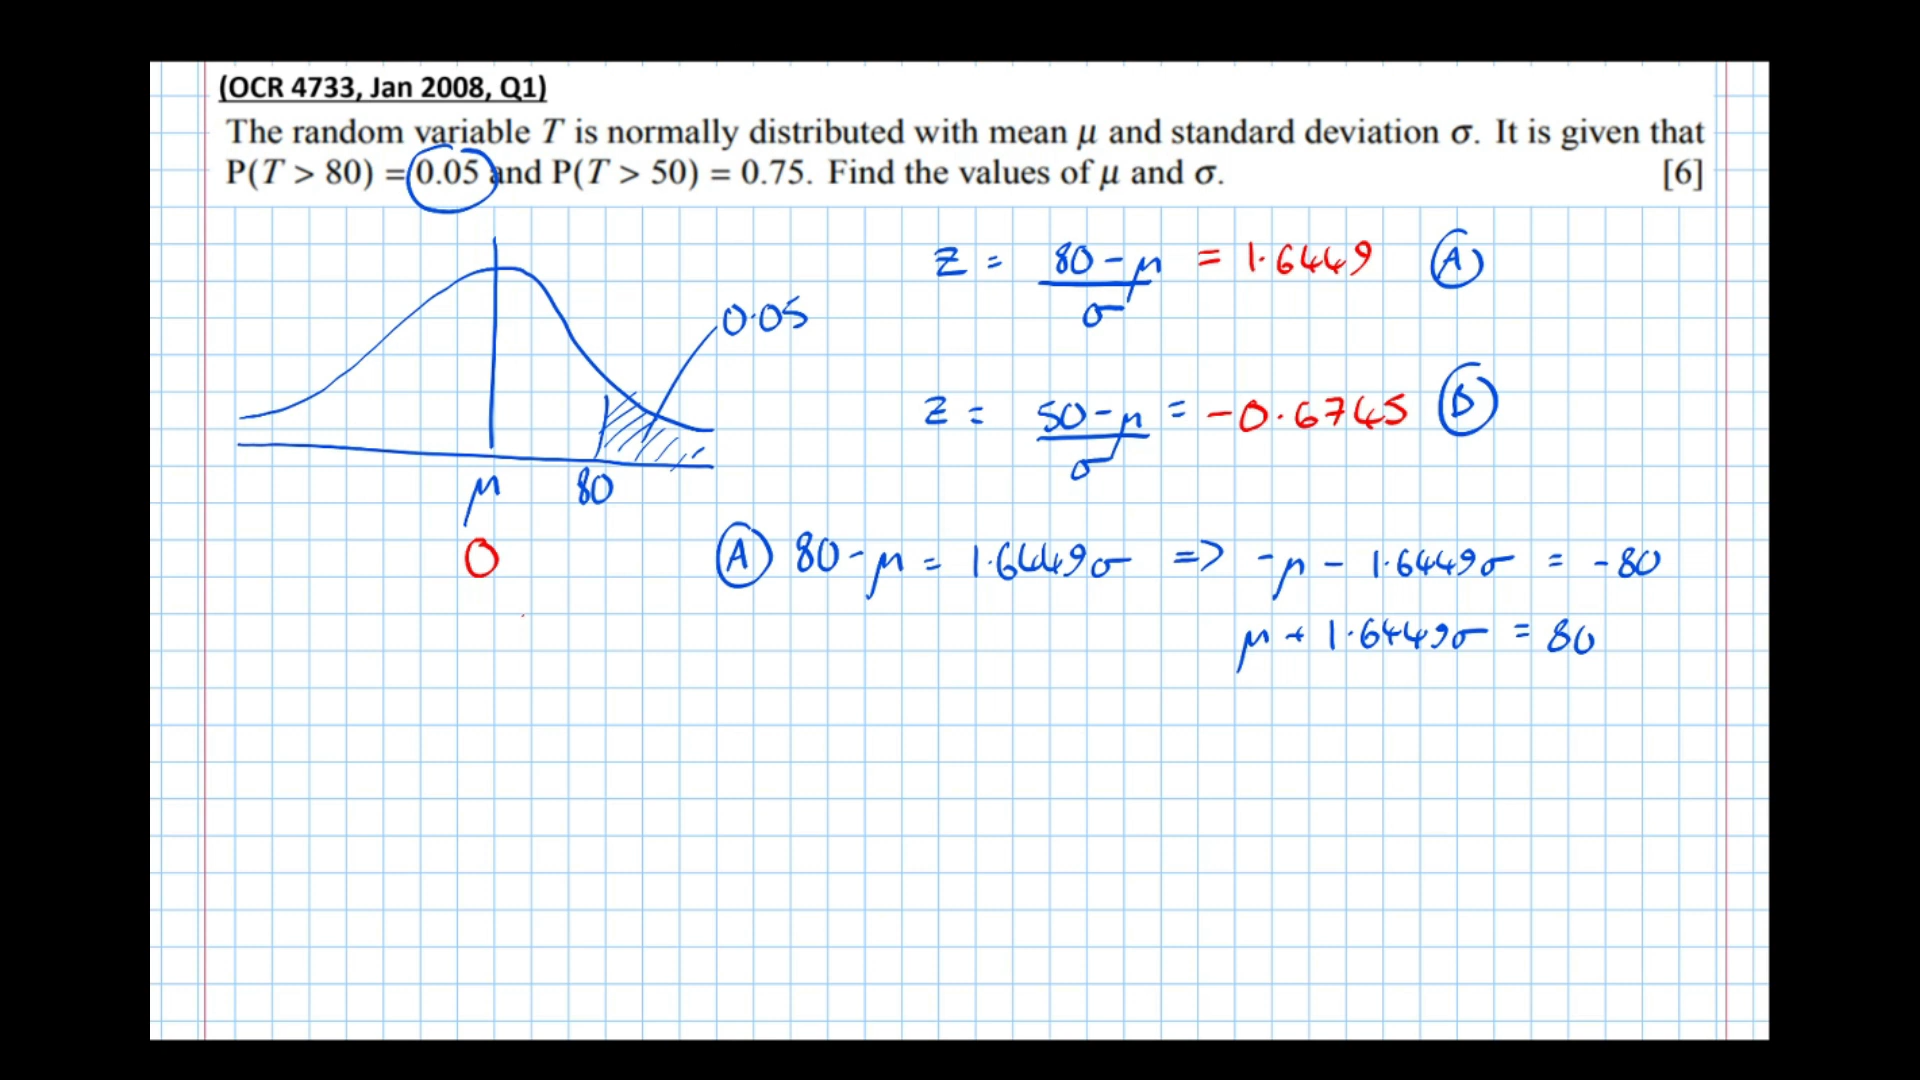 (OCR 4733, Jan 2008, Q1)
The random variable T is normally distributed with mean μ and standard deviation σ. It is given that
P(T > 80) = 0.05 and P(T > 50) = 0.75. Find the values of μ and σ. [6]
z = 80 - μ / σ = 1.6449 (A)
0.05
z = 50 - μ / σ = -0.6745 (B)
μ 80
0
(A) 80 - μ = 1.6449σ => -μ - 1.6449σ = -80
μ + 1.6449σ = 80